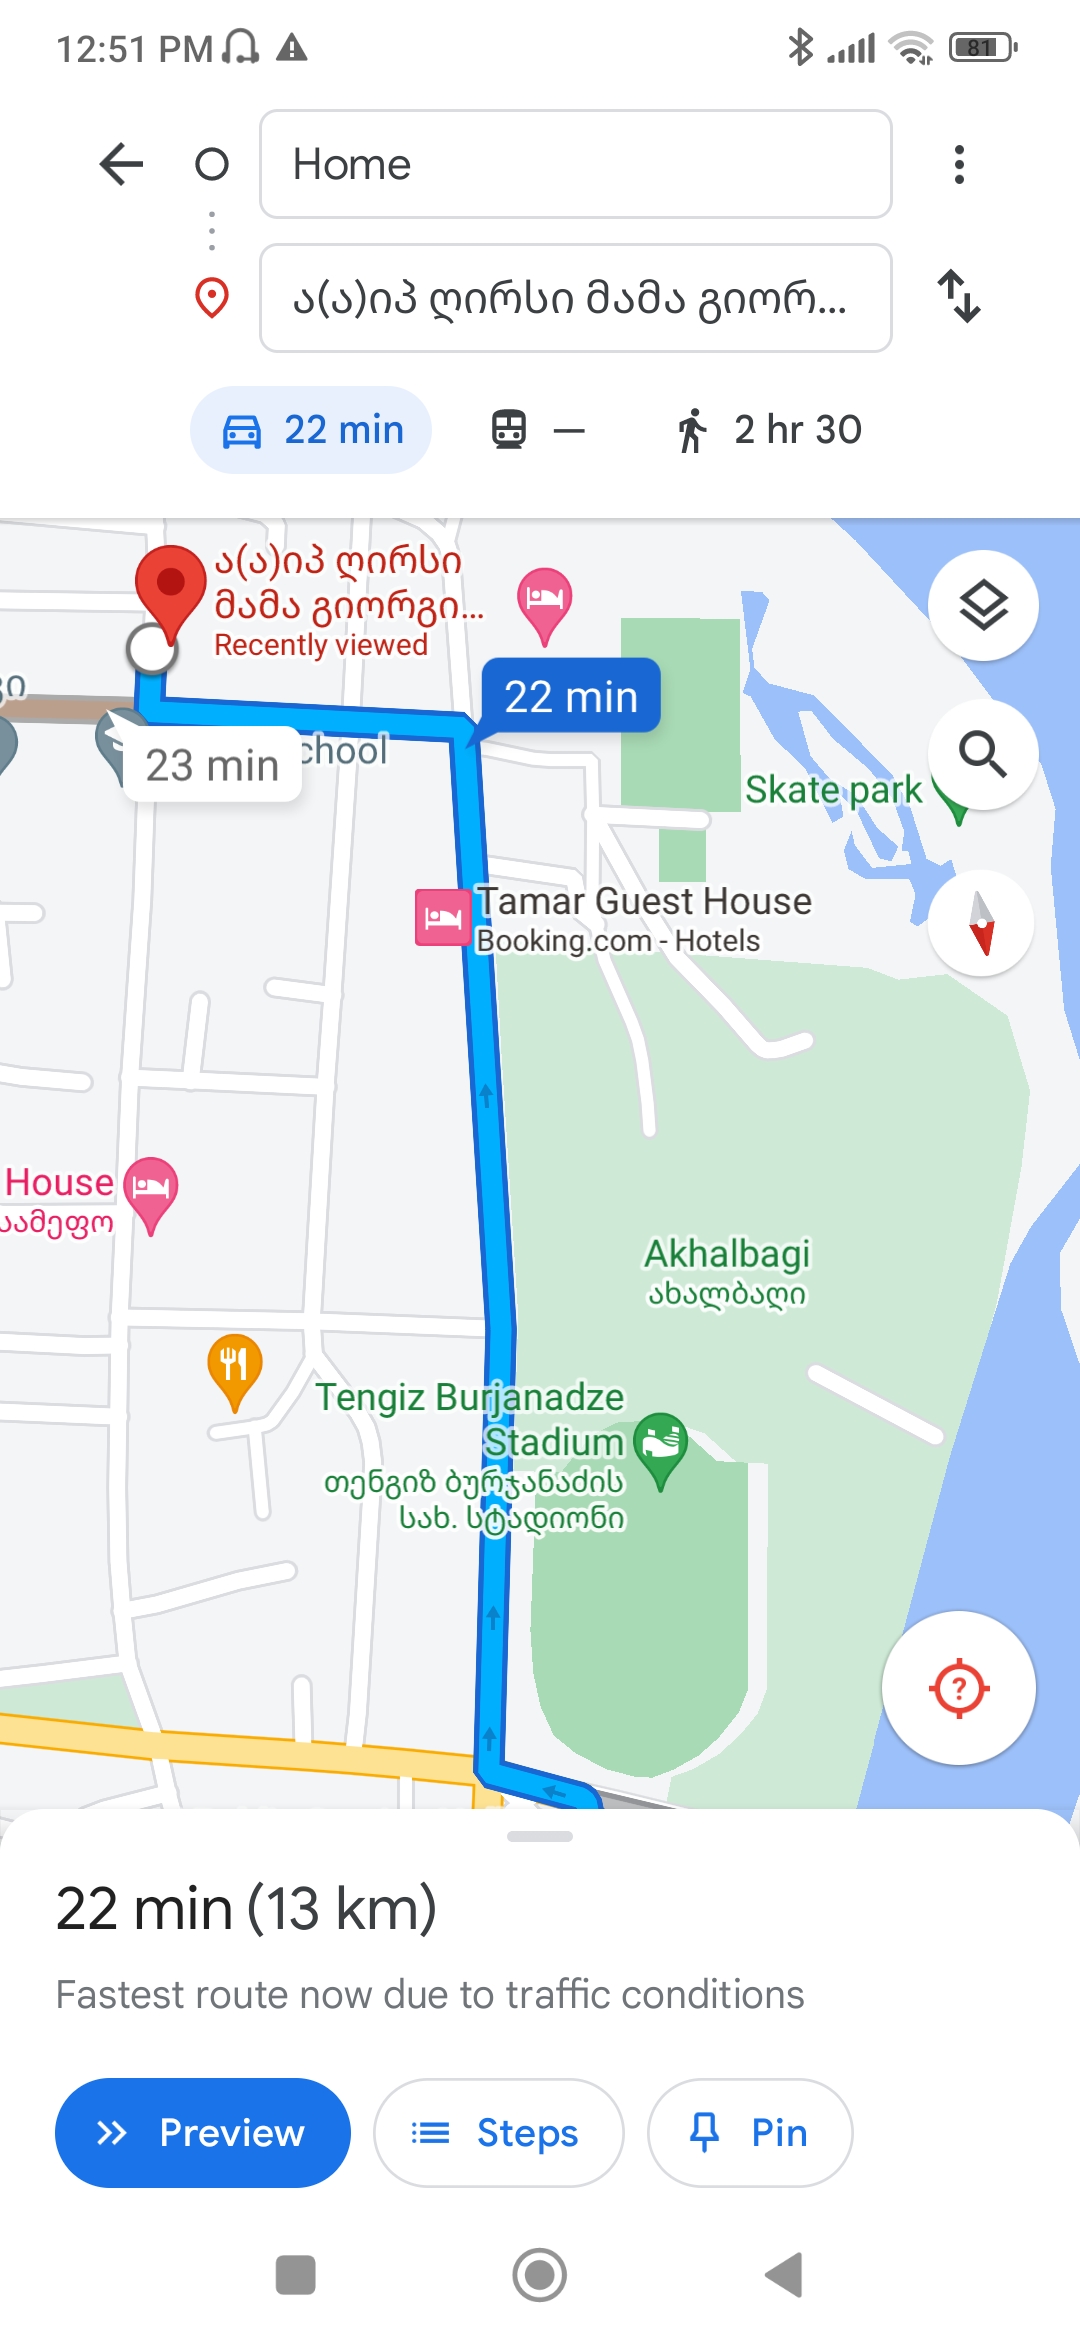 12:51 PM
81
Home
ა(ა)იპ ღირსი მამა გიორ...
22 min
—
2 hr 30
ა(ა)იპ ღირსი
მამა გიორგი...
Recently viewed
22 min
23 min
chool
Skate park
Tamar Guest House
Booking.com - Hotels
House
სამეფო
Akhalbagi
ახალბაღი
Tengiz Burjanadze
Stadium
თენგიზ ბურჯანაძის
სახ. სტადიონი
?
22 min (13 km)
Fastest route now due to traffic conditions
Preview
Steps
Pin